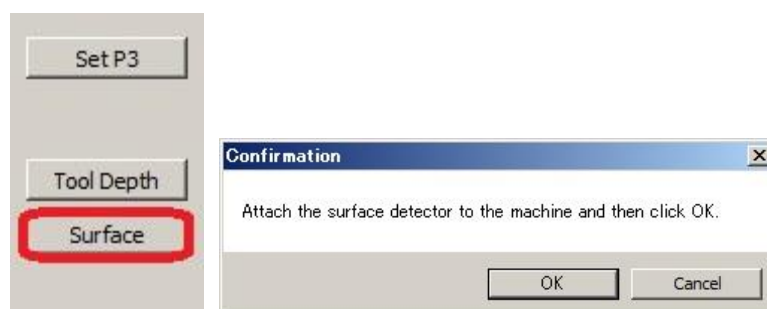 Set P3
Tool Depth
Surface
Confirmation
Attach the surface detector to the machine and then click OK.
OK
Cancel